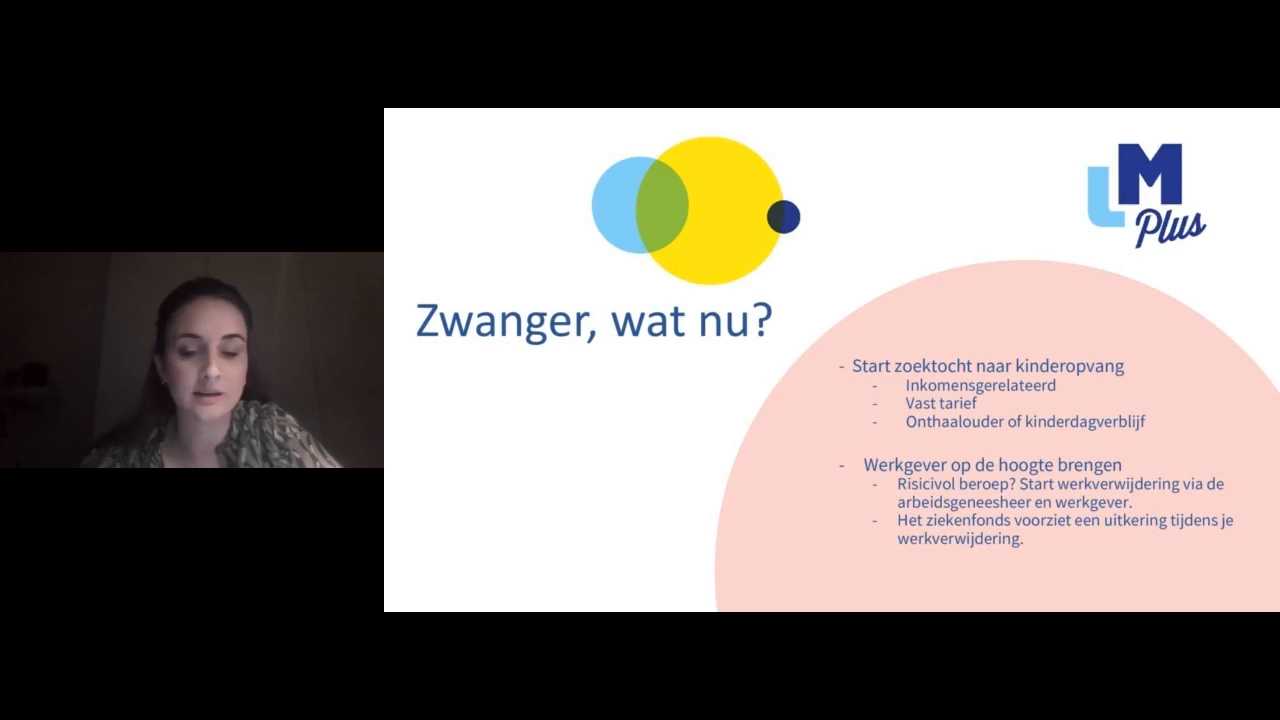 LM
Plus
Zwanger, wat nu?
- Start zoektocht naar kinderopvang
- Inkomensgerelateerd
- Vast tarief
- Onthaalouder of kinderdagverblijf
- Werkgever op de hoogte brengen
- Risicivol beroep? Start werkverwijdering via de
arbeidsgeneesheer en werkgever.
- Het ziekenfonds voorziet een uitkering tijdens je
werkverwijdering.